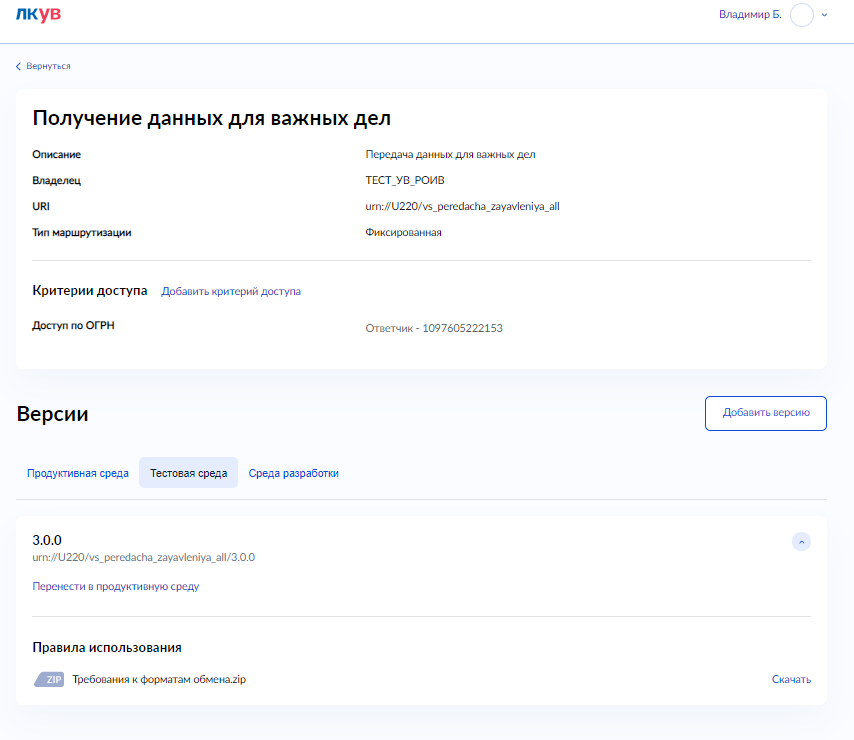 ЛКУВ
Владимир Б.
Вернуться
Получение данных для важных дел
Описание Передача данных для важных дел
Владелец ТЕСТ_УВ_РОИВ
URI urn://U220/vs_peredacha_zayavleniya_all
Тип маршрутизации Фиксированная
Критерии доступа Добавить критерий доступа
Доступ по ОГРН Ответчик - 1097605222153
Версии Добавить версию
Продуктивная среда Тестовая среда Среда разработки
3.0.0
urn://U220/vs_peredacha_zayavleniya_all/3.0.0
Перенести в продуктивную среду
Правила использования
ZIP Требования к форматам обмена.zip Скачать